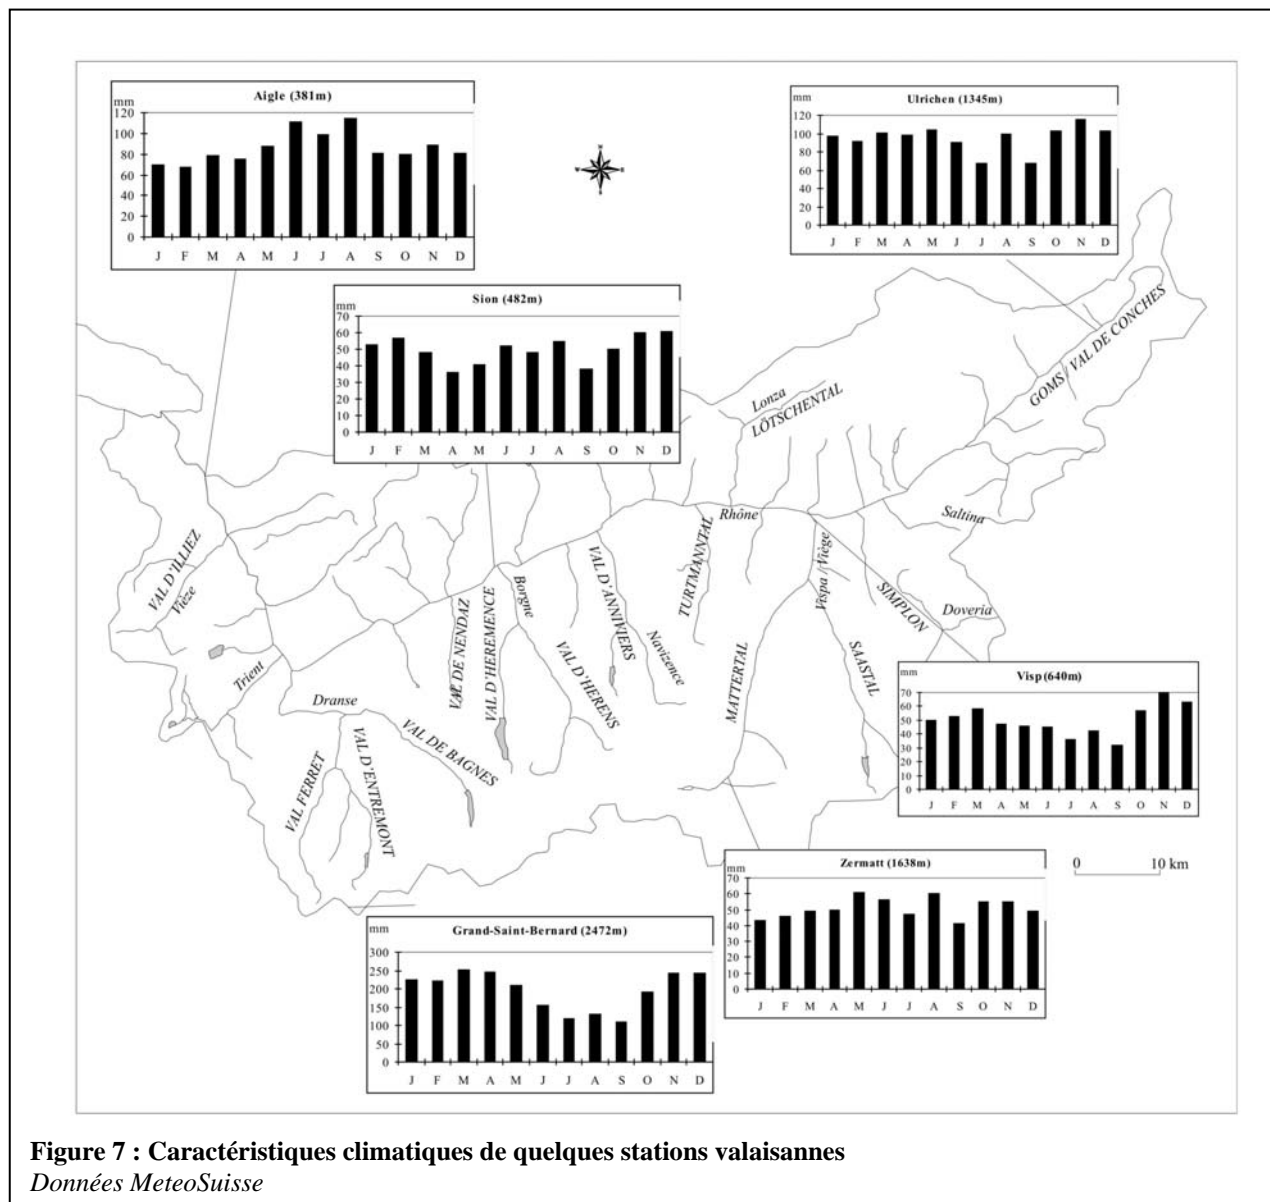 Aigle (381m)
mm
120
100
80
60
40
20
0
J F M A M J J A S O N D
Ulrichen (1345m)
mm
120
100
80
60
40
20
0
J F M A M J J A S O N D
Sion (482m)
mm
70
60
50
40
30
20
10
0
J F M A M J J A S O N D
GOMS / VAL DE CONCHES
Lonza
LÖTSCHENTAL
Rhône
Saltina
VAL D'ILLIEZ
Vièze
Trient
Dranse
VAL FERRET
VAL D'ENTREMONT
VAL DE BAGNES
VAL DE NENDAZ
VAL D'HEREMENCE
Borgne
VAL D'HERENS
VAL D'ANNIVIERS
Navizence
TURTMANNTAL
MATTERTAL
Vispa / Viège
SAASTAL
SIMPLON
Doveria
Visp (640m)
mm
70
60
50
40
30
20
10
0
J F M A M J J A S O N D
Zermatt (1638m)
mm
70
60
50
40
30
20
10
0
J F M A M J J A S O N D
0 10 km
Grand-Saint-Bernard (2472m)
mm
300
250
200
150
100
50
0
J F M A M J J A S O N D
Figure 7 : Caractéristiques climatiques de quelques stations valaisannes
Données MeteoSuisse